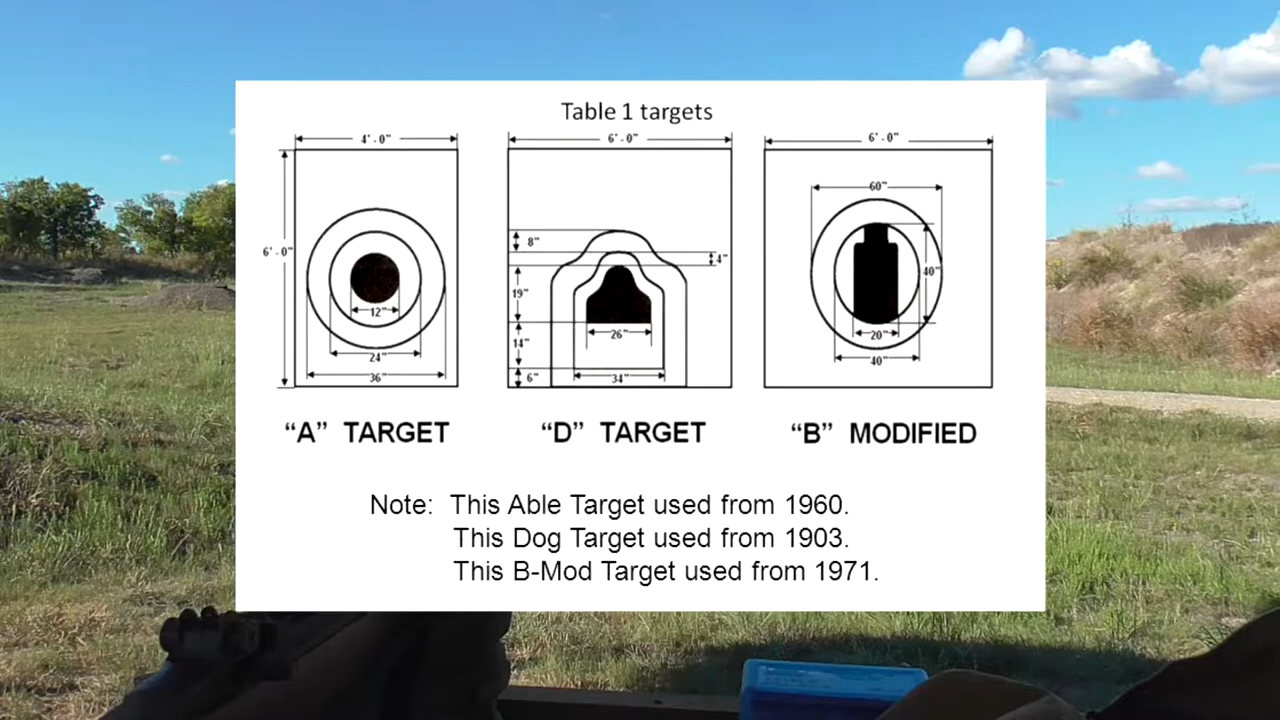 Table 1 targets
4'-0"
6'-0"
6'-0"
6'-0"
12"
24"
36"
8"
4"
19"
26"
14"
6"
34"
60"
40"
20"
40"
“A” TARGET
“D” TARGET
“B” MODIFIED
Note: This Able Target used from 1960.
This Dog Target used from 1903.
This B-Mod Target used from 1971.